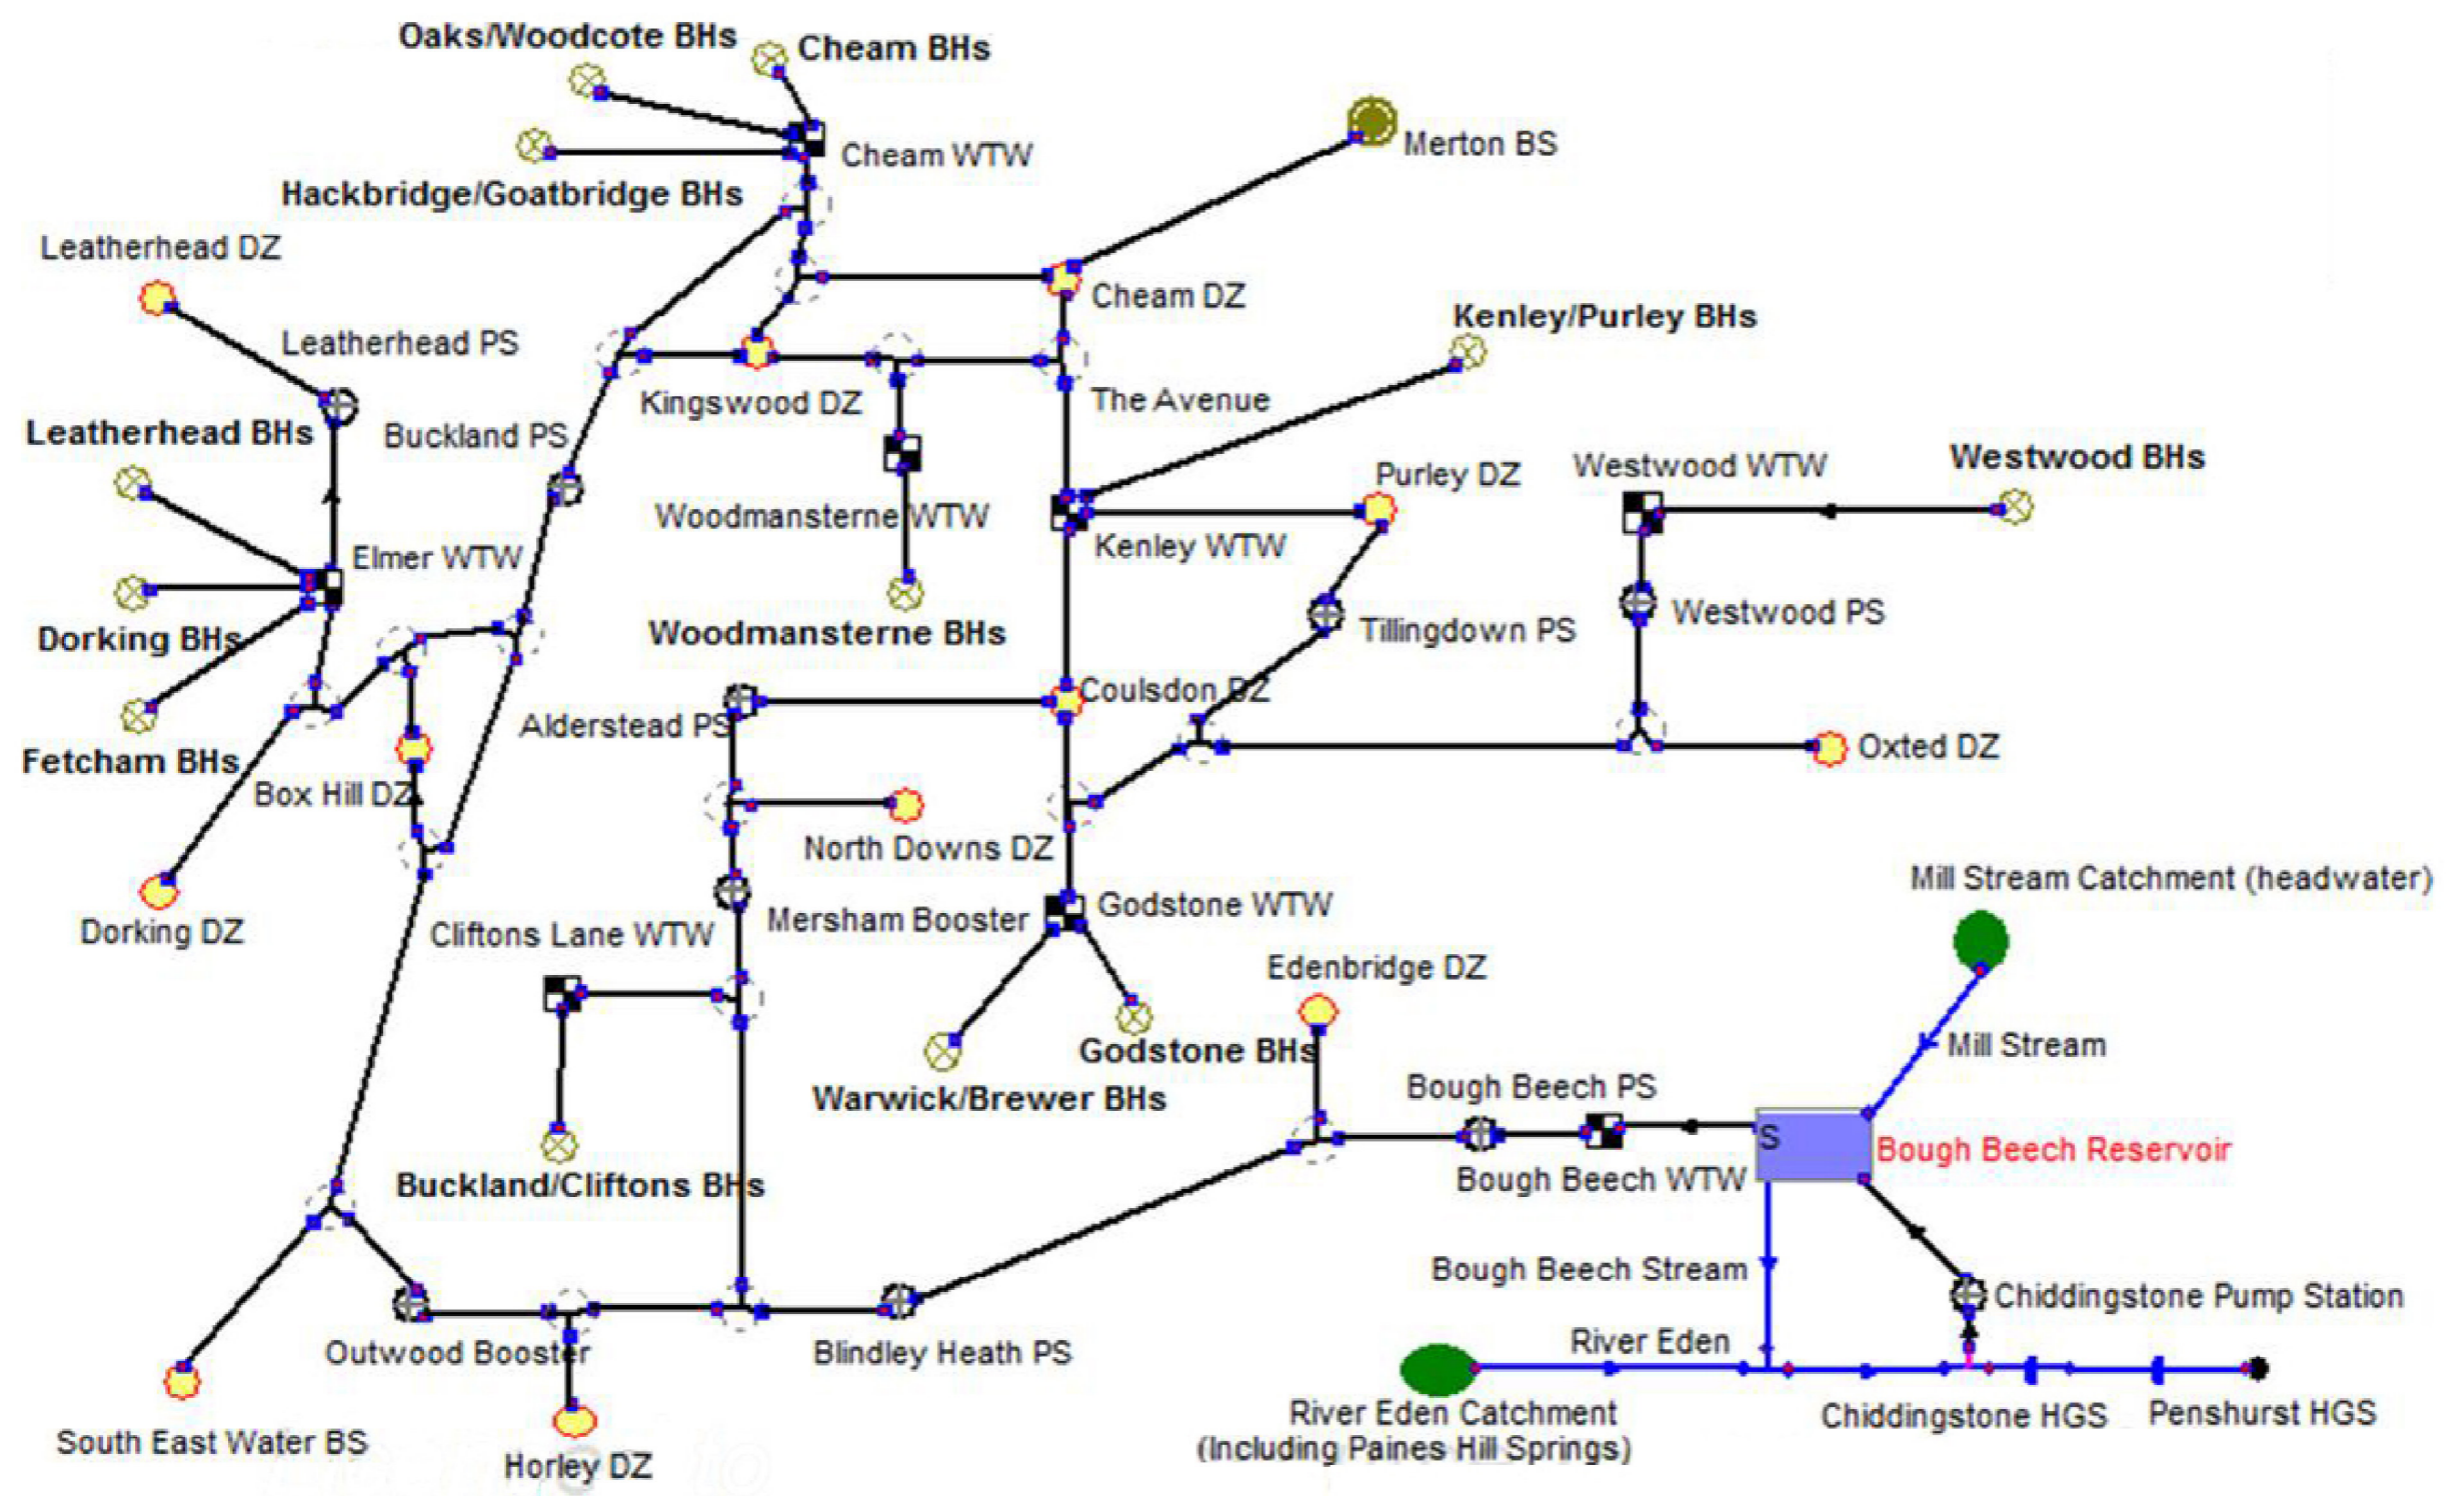 Oaks/Woodcote BHs
Cheam BHs
Merton BS
Cheam WTW
Hackbridge/Goatbridge BHs
Leatherhead DZ
Cheam DZ
Kenley/Purley BHs
Leatherhead PS
Kingswood DZ
The Avenue
Leatherhead BHs
Buckland PS
Purley DZ
Westwood WTW
Westwood BHs
Woodmansterne WTW
Kenley WTW
Elmer WTW
Westwood PS
Dorking BHs
Woodmansterne BHs
Tillingdown PS
Coulsdon DZ
Alderstead PS
Oxted DZ
Fetcham BHs
Box Hill DZ
North Downs DZ
Mill Stream Catchment (headwater)
Godstone WTW
Mersham Booster
Dorking DZ
Cliftons Lane WTW
Edenbridge DZ
Mill Stream
Godstone BHs
Bough Beech PS
Warwick/Brewer BHs
S
Bough Beech Reservoir
Bough Beech WTW
Buckland/Cliftons BHs
Bough Beech Stream
Chiddingstone Pump Station
River Eden
Outwood Booster
Blindley Heath PS
River Eden Catchment
(Including Paines Hill Springs)
Chiddingstone HGS
Penshurst HGS
South East Water BS
Horley DZ